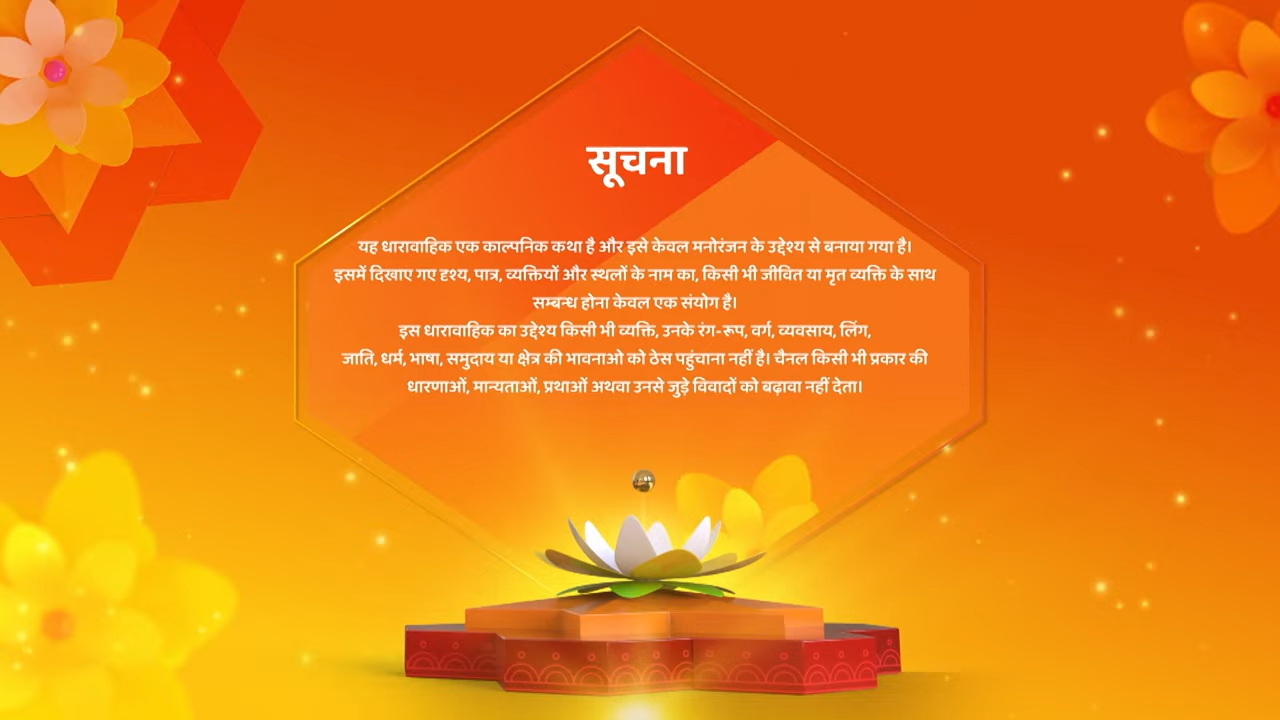 सूचना
यह धारावाहिक एक काल्पनिक कथा है और इसे केवल मनोरंजन के उद्देश्य से बनाया गया है।
इसमें दिखाए गए दृश्य, पात्र, व्यक्तियों और स्थलों के नाम का, किसी भी जीवित या मृत व्यक्ति के साथ
सम्बन्ध होना केवल एक संयोग है।
इस धारावाहिक का उद्देश्य किसी भी व्यक्ति, उनके रंग-रूप, वर्ग, व्यवसाय, लिंग,
जाति, धर्म, भाषा, समुदाय या क्षेत्र की भावनाओ को ठेस पहुंचाना नहीं है। चैनल किसी भी प्रकार की
धारणाओं, मान्यताओं, प्रथाओं अथवा उनसे जुड़े विवादों को बढ़ावा नहीं देता।